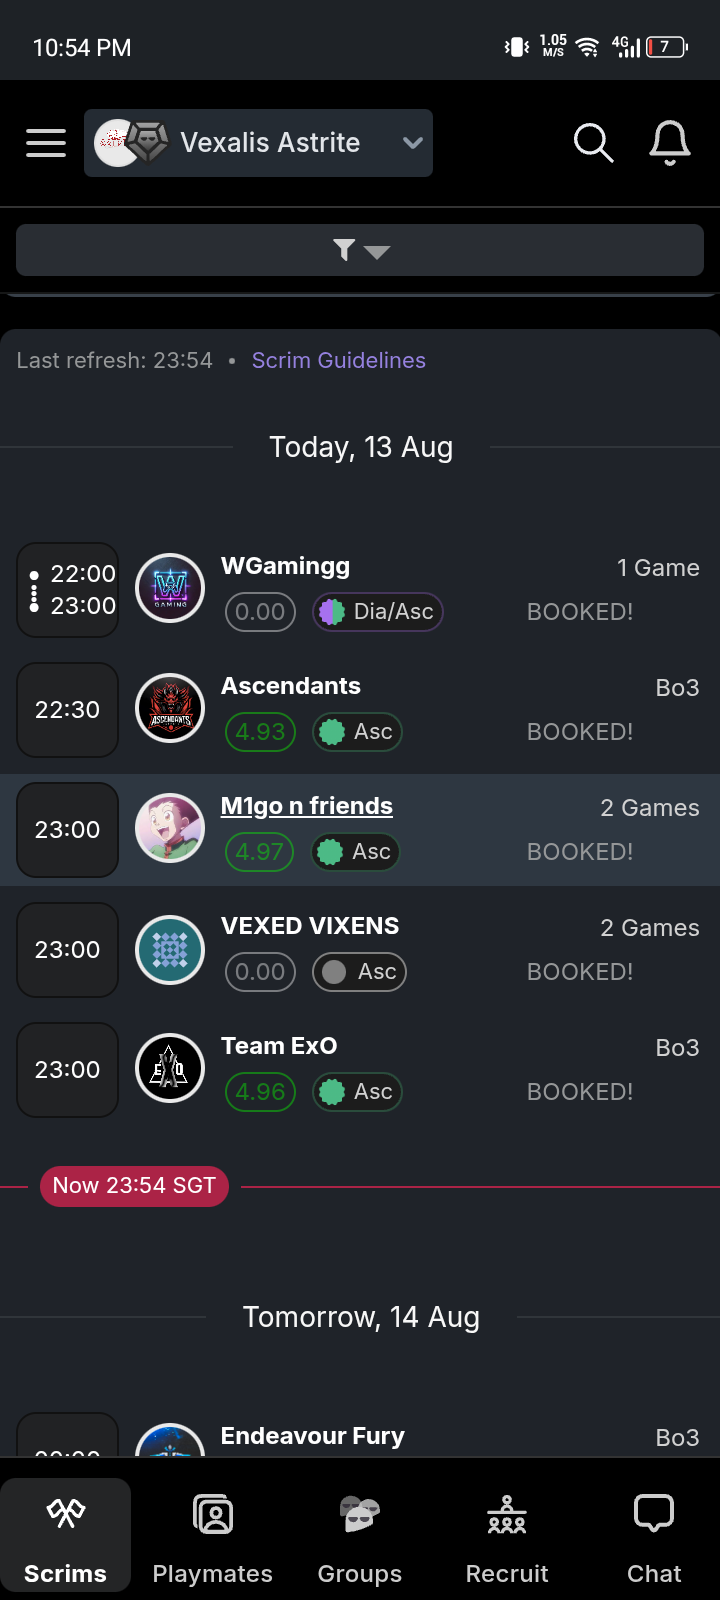 10:54 PM
1.05 M/S
4G
7
Vexalis Astrite
Last refresh: 23:54 • Scrim Guidelines
Today, 13 Aug
22:00
23:00
WGamingg
1 Game
0.00
Dia/Asc
BOOKED!
W
GAMING
22:30
Ascendants
Bo3
4.93
Asc
BOOKED!
ASCENDANTS
23:00
M1go n friends
2 Games
4.97
Asc
BOOKED!
23:00
VEXED VIXENS
2 Games
0.00
Asc
BOOKED!
23:00
Team ExO
Bo3
4.96
Asc
BOOKED!
Now 23:54 SGT
Tomorrow, 14 Aug
Endeavour Fury
Bo3
Scrims
Playmates
Groups
Recruit
Chat